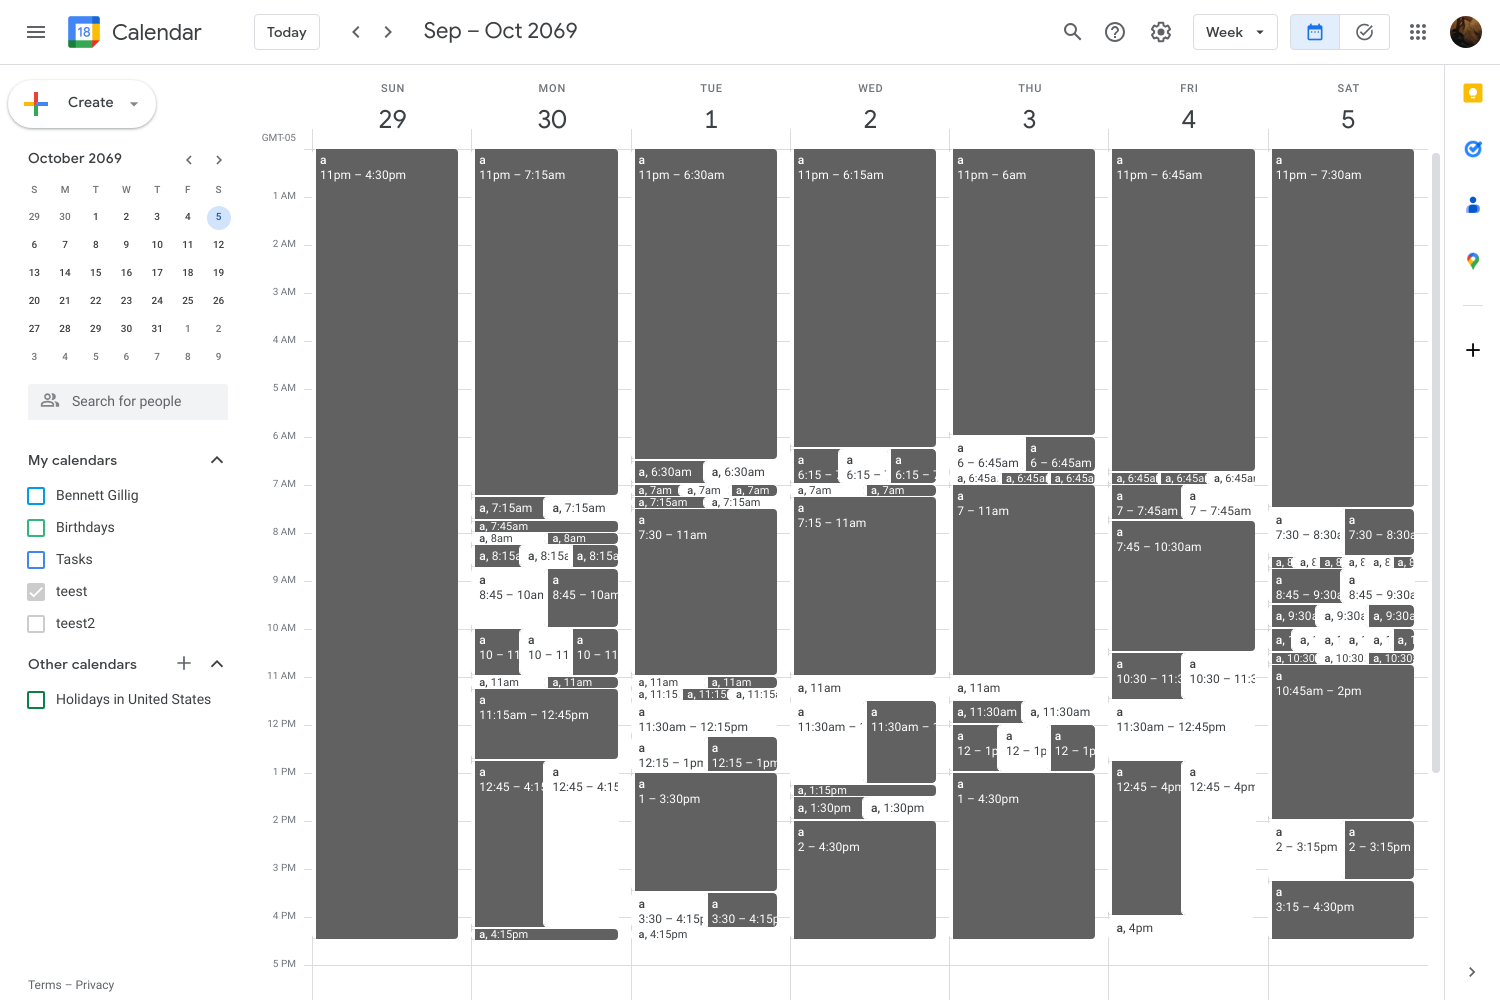 18 Calendar
Today
Sep – Oct 2069
Week
Create
October 2069
S M T W T F S
29 30 1 2 3 4 5
6 7 8 9 10 11 12
13 14 15 16 17 18 19
20 21 22 23 24 25 26
27 28 29 30 31 1 2
3 4 5 6 7 8 9
Search for people
My calendars
Bennett Gillig
Birthdays
Tasks
teest
teest2
Other calendars
Holidays in United States
Terms – Privacy
SUN MON TUE WED THU FRI SAT
29 30 1 2 3 4 5
GMT-05
1 AM
2 AM
3 AM
4 AM
5 AM
6 AM
7 AM
8 AM
9 AM
10 AM
11 AM
12 PM
1 PM
2 PM
3 PM
4 PM
5 PM
a
11pm – 4:30pm
a
11pm – 7:15am
a, 7:15am
a, 7:15am
a, 7:45am
a, 8am
a, 8am
a, 8:15a
a, 8:15a
a, 8:15a
a
8:45 – 10am
a
8:45 – 10am
a
10 – 11
a
10 – 11
a
10 – 11
a, 11am
a, 11am
a
11:15am – 12:45pm
a
12:45 – 4:15
a
12:45 – 4:15
a, 4:15pm
a
11pm – 6:30am
a, 6:30am
a, 6:30am
a, 7am
a, 7am
a, 7am
a, 7:15am
a, 7:15am
a
7:30 – 11am
a, 11am
a, 11am
a, 11:15
a, 11:15
a, 11:15a
a
11:30am – 12:15pm
a
12:15 – 1pm
a
12:15 – 1pm
a
1 – 3:30pm
a
3:30 – 4:15p
a
3:30 – 4:15p
a, 4:15pm
a
11pm – 6:15am
a
6:15 –
a
6:15 –
a
6:15 –
a, 7am
a, 7am
a
7:15 – 11am
a, 11am
a
11:30am –
a
11:30am –
a, 1:15pm
a, 1:30pm
a, 1:30pm
a
2 – 4:30pm
a
11pm – 6am
a
6 – 6:45am
a
6 – 6:45am
a, 6:45a
a, 6:45a
a, 6:45a
a
7 – 11am
a, 11am
a, 11:30am
a, 11:30am
a
12 – 1p
a
12 – 1p
a
12 – 1p
a
1 – 4:30pm
a
11pm – 6:45am
a, 6:45a
a, 6:45a
a, 6:45a
a
7 – 7:45am
a
7 – 7:45am
a
7:45 – 10:30am
a
10:30 – 11:3
a
10:30 – 11:3
a
11:30am – 12:45pm
a
12:45 – 4pm
a
12:45 – 4pm
a, 4pm
a
11pm – 7:30am
a
7:30 – 8:30a
a
7:30 – 8:30a
a, 8
a, 8
a, 8
a, 8
a, 8
a, 8
a
8:45 – 9:30a
a
8:45 – 9:30a
a, 9:30a
a, 9:30a
a, 9:30a
a,
a,
a,
a,
a,
a,
a, 10:30
a, 10:30
a, 10:30
a
10:45am – 2pm
a
2 – 3:15pm
a
2 – 3:15pm
a
3:15 – 4:30pm